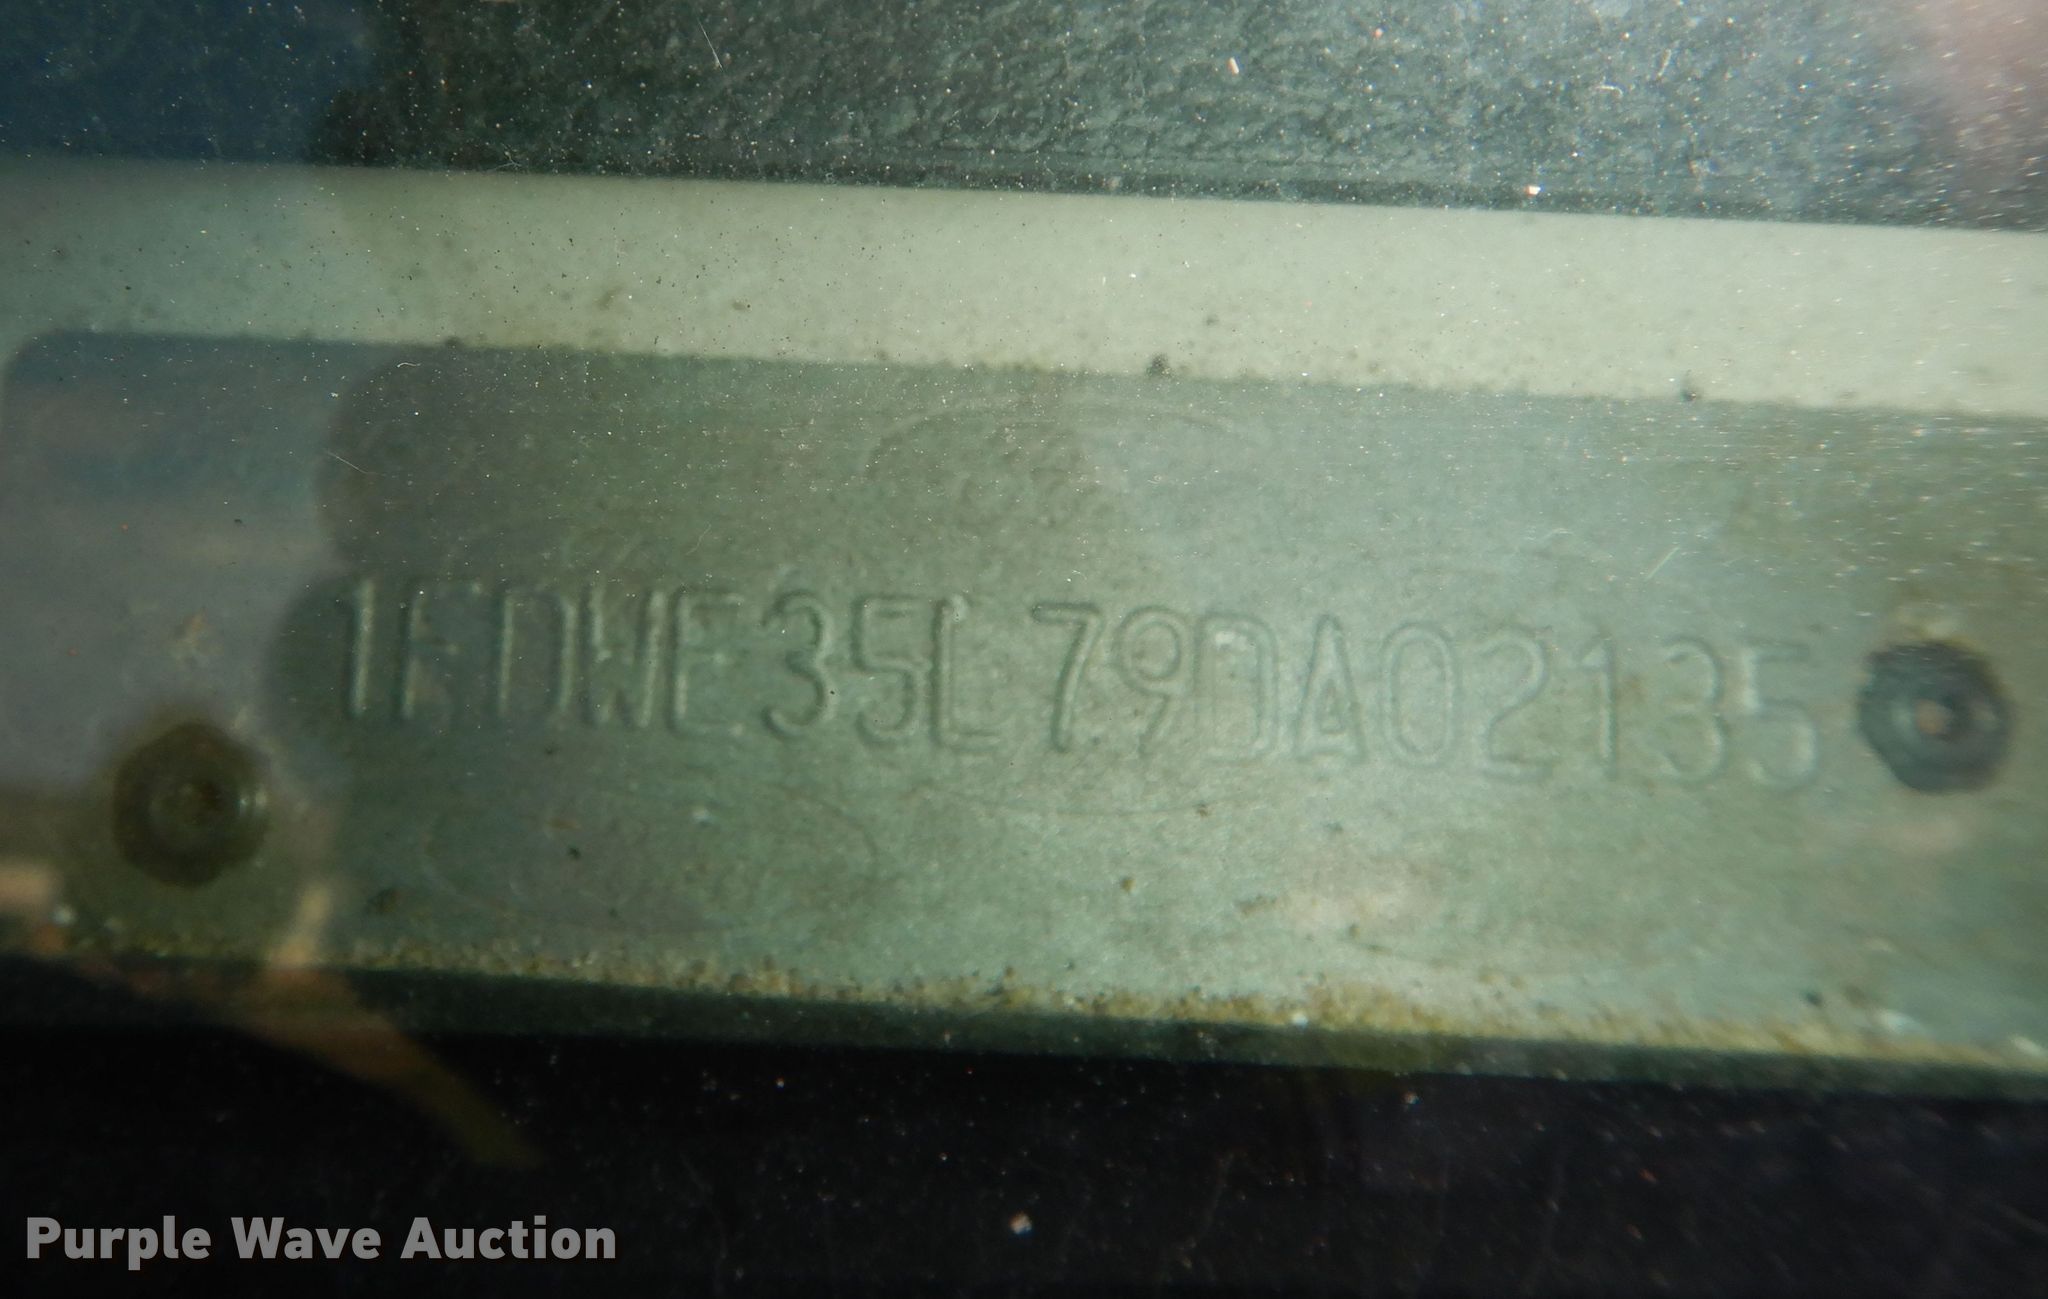 1FDWE35L79DA02135
Purple Wave Auction